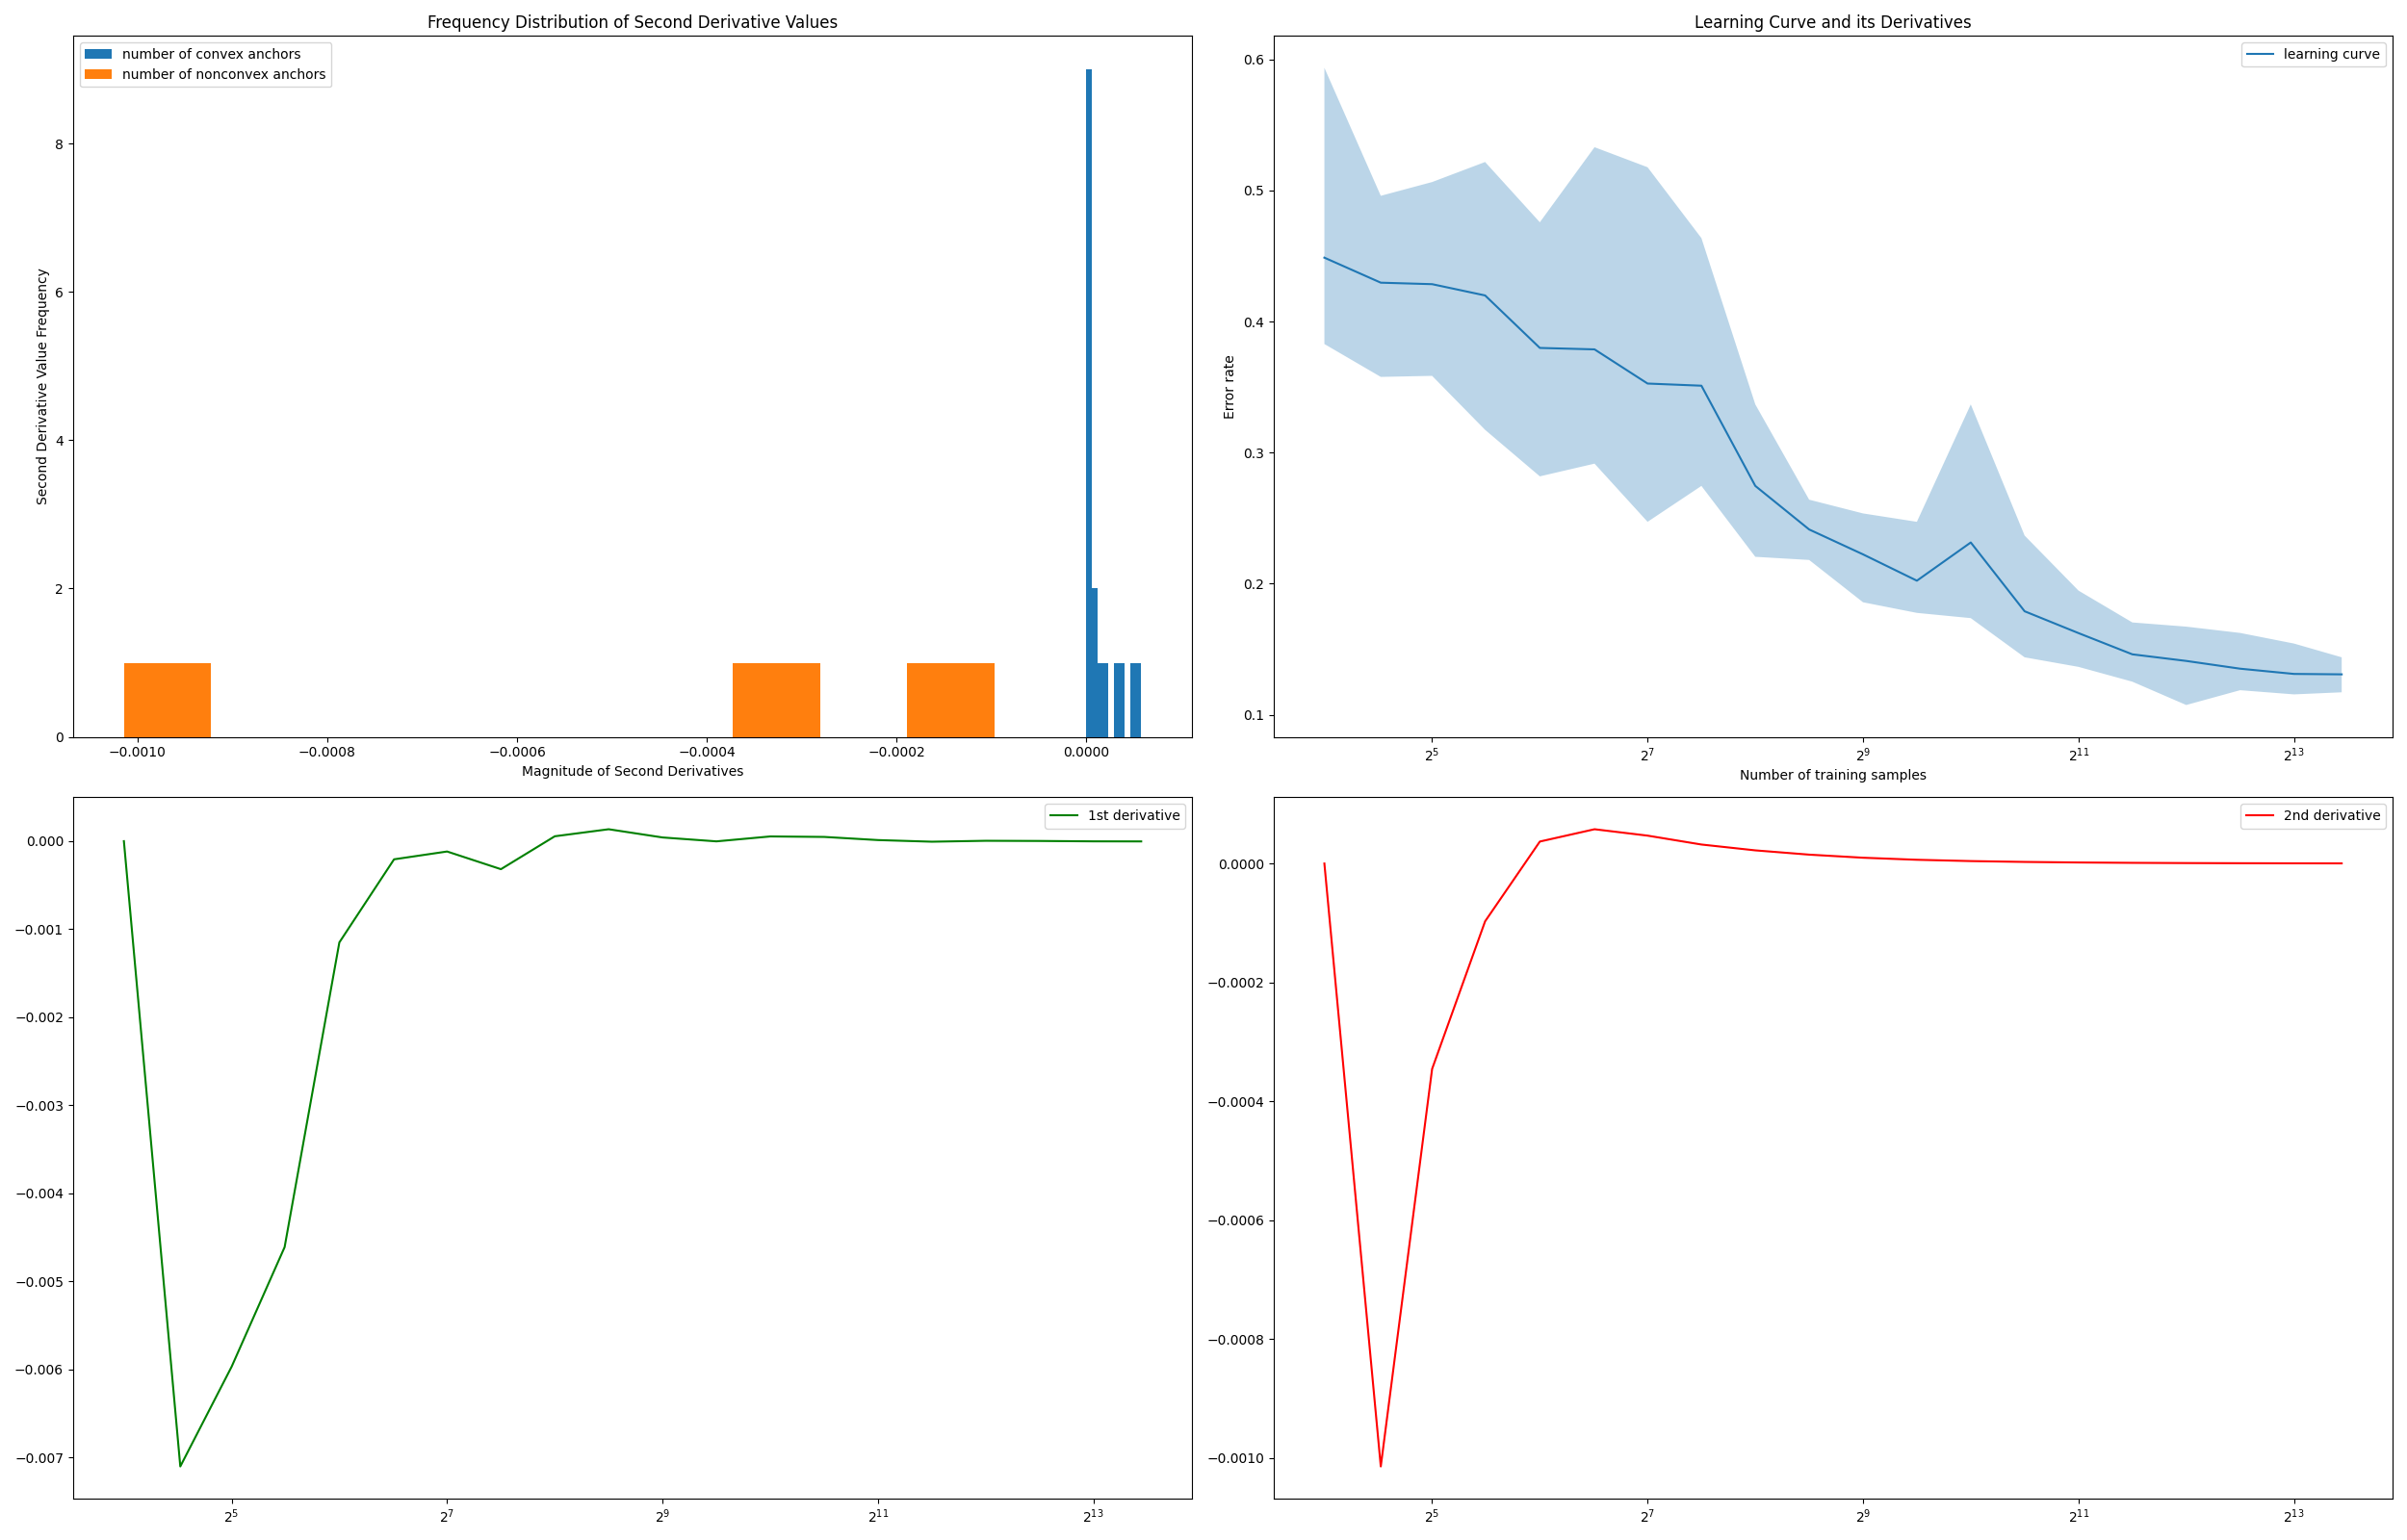 Frequency Distribution of Second Derivative Values
number of convex anchors
number of nonconvex anchors
Second Derivative Value Frequency
8
6
4
2
0
−0.0010 −0.0008 −0.0006 −0.0004 −0.0002 0.0000
Magnitude of Second Derivatives
Learning Curve and its Derivatives
learning curve
Error rate
0.6
0.5
0.4
0.3
0.2
0.1
2^5 2^7 2^9 2^11 2^13
Number of training samples
1st derivative
0.000
−0.001
−0.002
−0.003
−0.004
−0.005
−0.006
−0.007
2^5 2^7 2^9 2^11 2^13
2nd derivative
0.0000
−0.0002
−0.0004
−0.0006
−0.0008
−0.0010
2^5 2^7 2^9 2^11 2^13